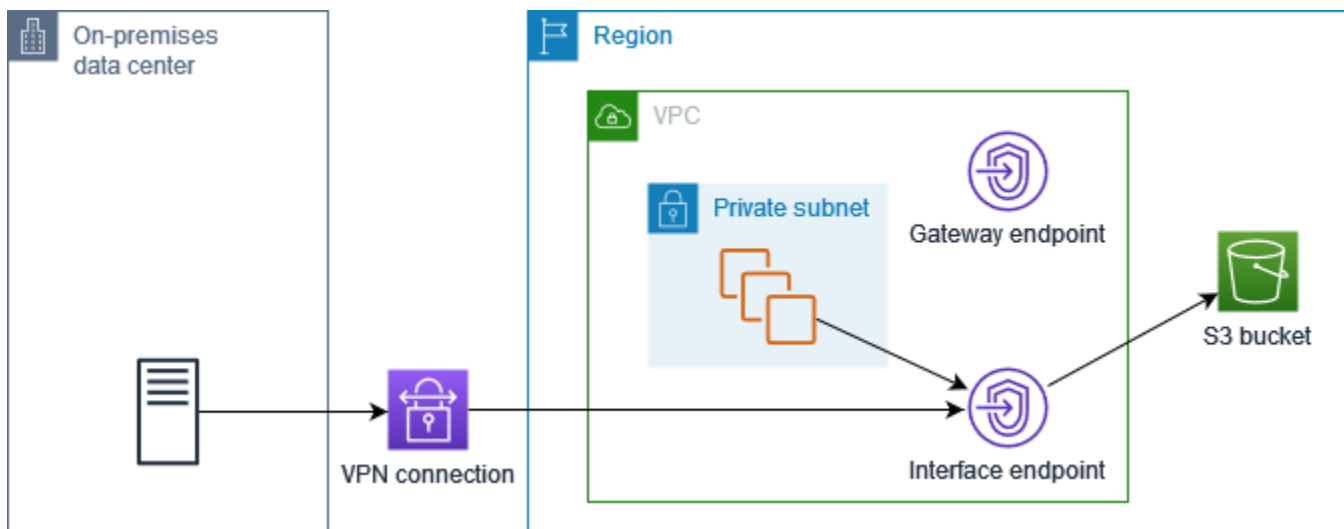 On-premises
data center
Region
VPC
Private subnet
Gateway endpoint
S3 bucket
VPN connection
Interface endpoint